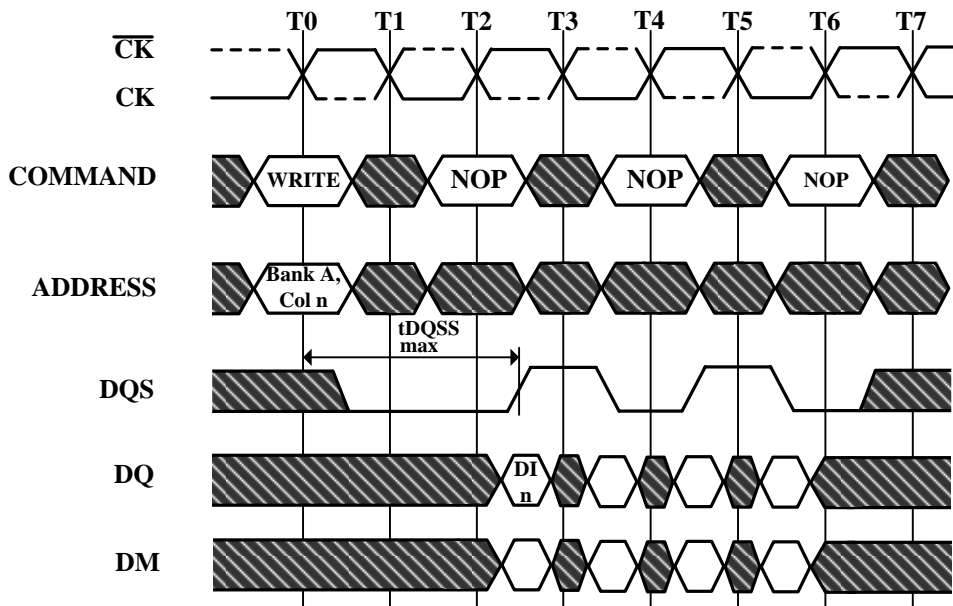 T0 T1 T2 T3 T4 T5 T6 T7
CK
CK
COMMAND
WRITE NOP NOP NOP
ADDRESS
Bank A,
Col n
tDQSS
max
DQS
DQ
DI
n
DM